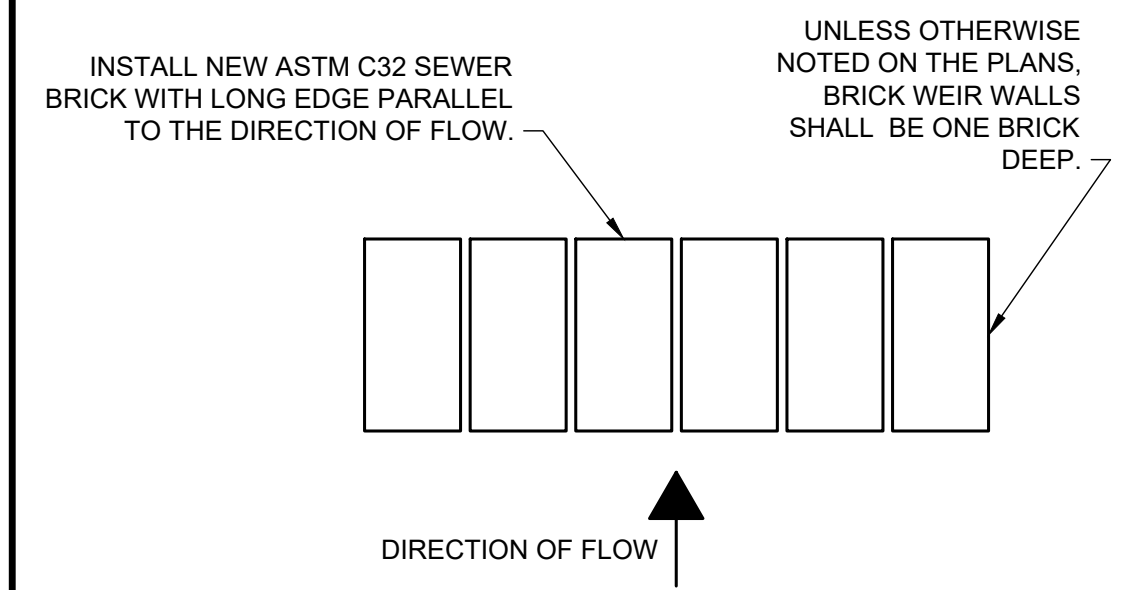 INSTALL NEW ASTM C32 SEWER
BRICK WITH LONG EDGE PARALLEL
TO THE DIRECTION OF FLOW.
UNLESS OTHERWISE
NOTED ON THE PLANS,
BRICK WEIR WALLS
SHALL BE ONE BRICK
DEEP.
DIRECTION OF FLOW